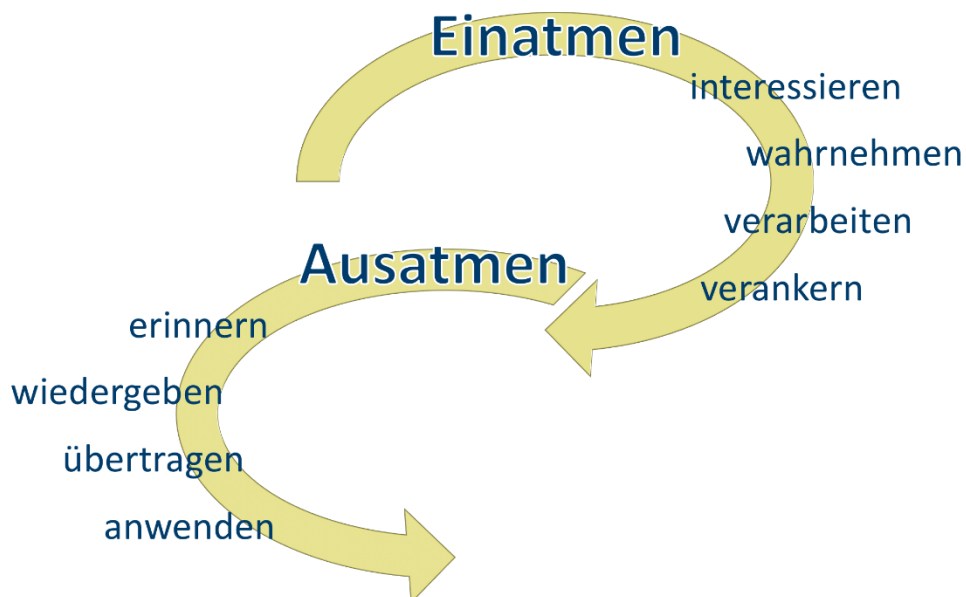 Einatmen
interessieren
wahrnehmen
verarbeiten
verankern
Ausatmen
erinnern
wiedergeben
übertragen
anwenden